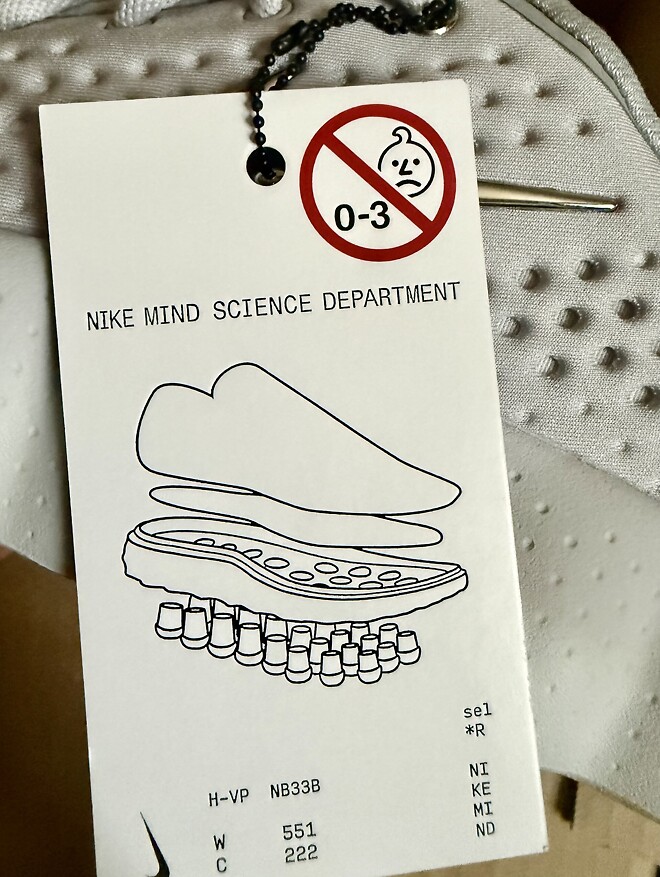 0-3
NIKE MIND SCIENCE DEPARTMENT
sel
*R
NI
KE
MI
ND
H-VP NB33B
W 551
C 222